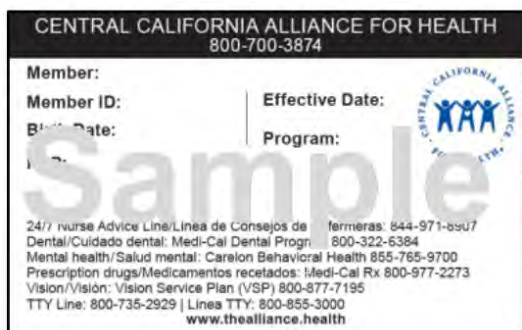 CENTRAL CALIFORNIA ALLIANCE FOR HEALTH
800-700-3874
Member:
Member ID:
Effective Date:
Date:
Program:
CENTRAL CALIFORNIA ALLIANCE
Sample
24/7 Nurse Advice Line/Línea de Consejos de 844-971-8907
Dental/Cuidado dental: Medi-Cal Dental 800-322-6384
Mental health/Salud mental: Carelon Behavioral Health 855-765-9700
Prescription drugs/Medicamentos recetados: Medi-Cal Rx 800-977-2273
Vision/Visión: Vision Service Plan (VSP) 800-877-7195
TTY Line: 800-735-2929 | Línea TTY: 800-855-3000
www.thealliance.health